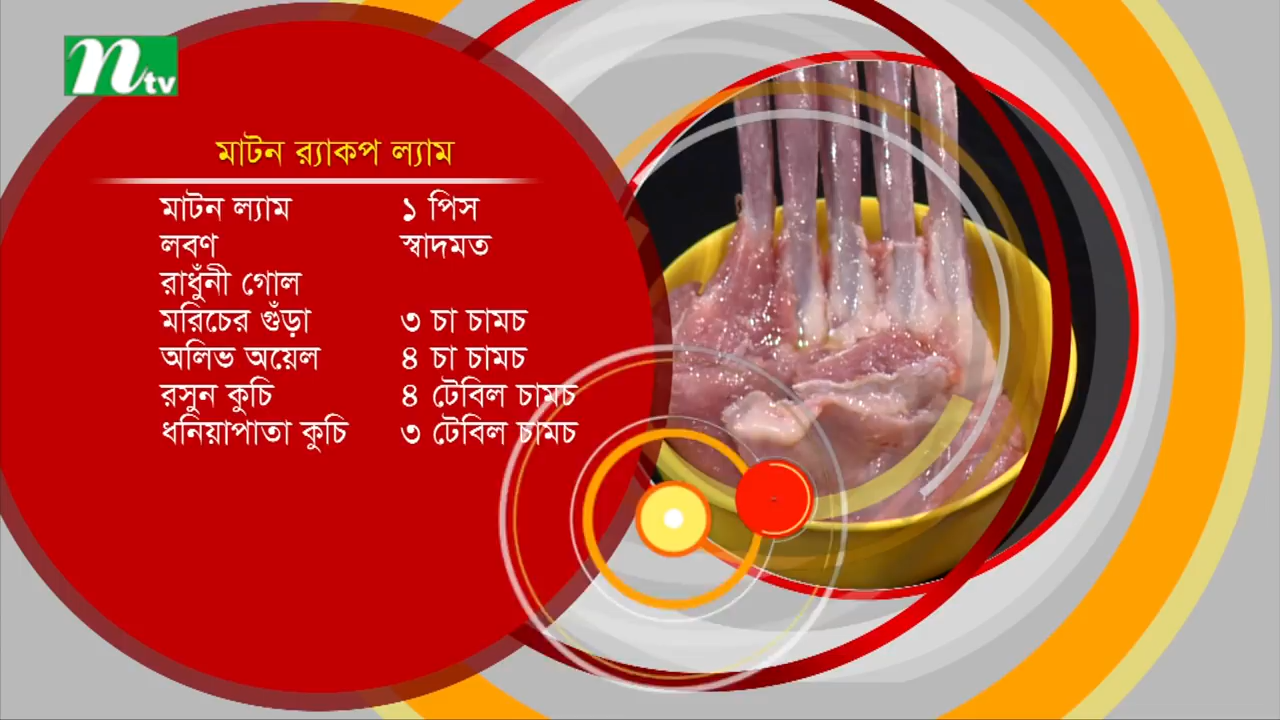 ntv
মাটন র‍্যাকপ ল্যাম
মাটন ল্যাম ১ পিস
লবণ স্বাদমত
রাধুঁনী গোল
মরিচের গুঁড়া ৩ চা চামচ
অলিভ অয়েল ৪ চা চামচ
রসুন কুচি ৪ টেবিল চামচ
ধনিয়াপাতা কুচি ৩ টেবিল চামচ